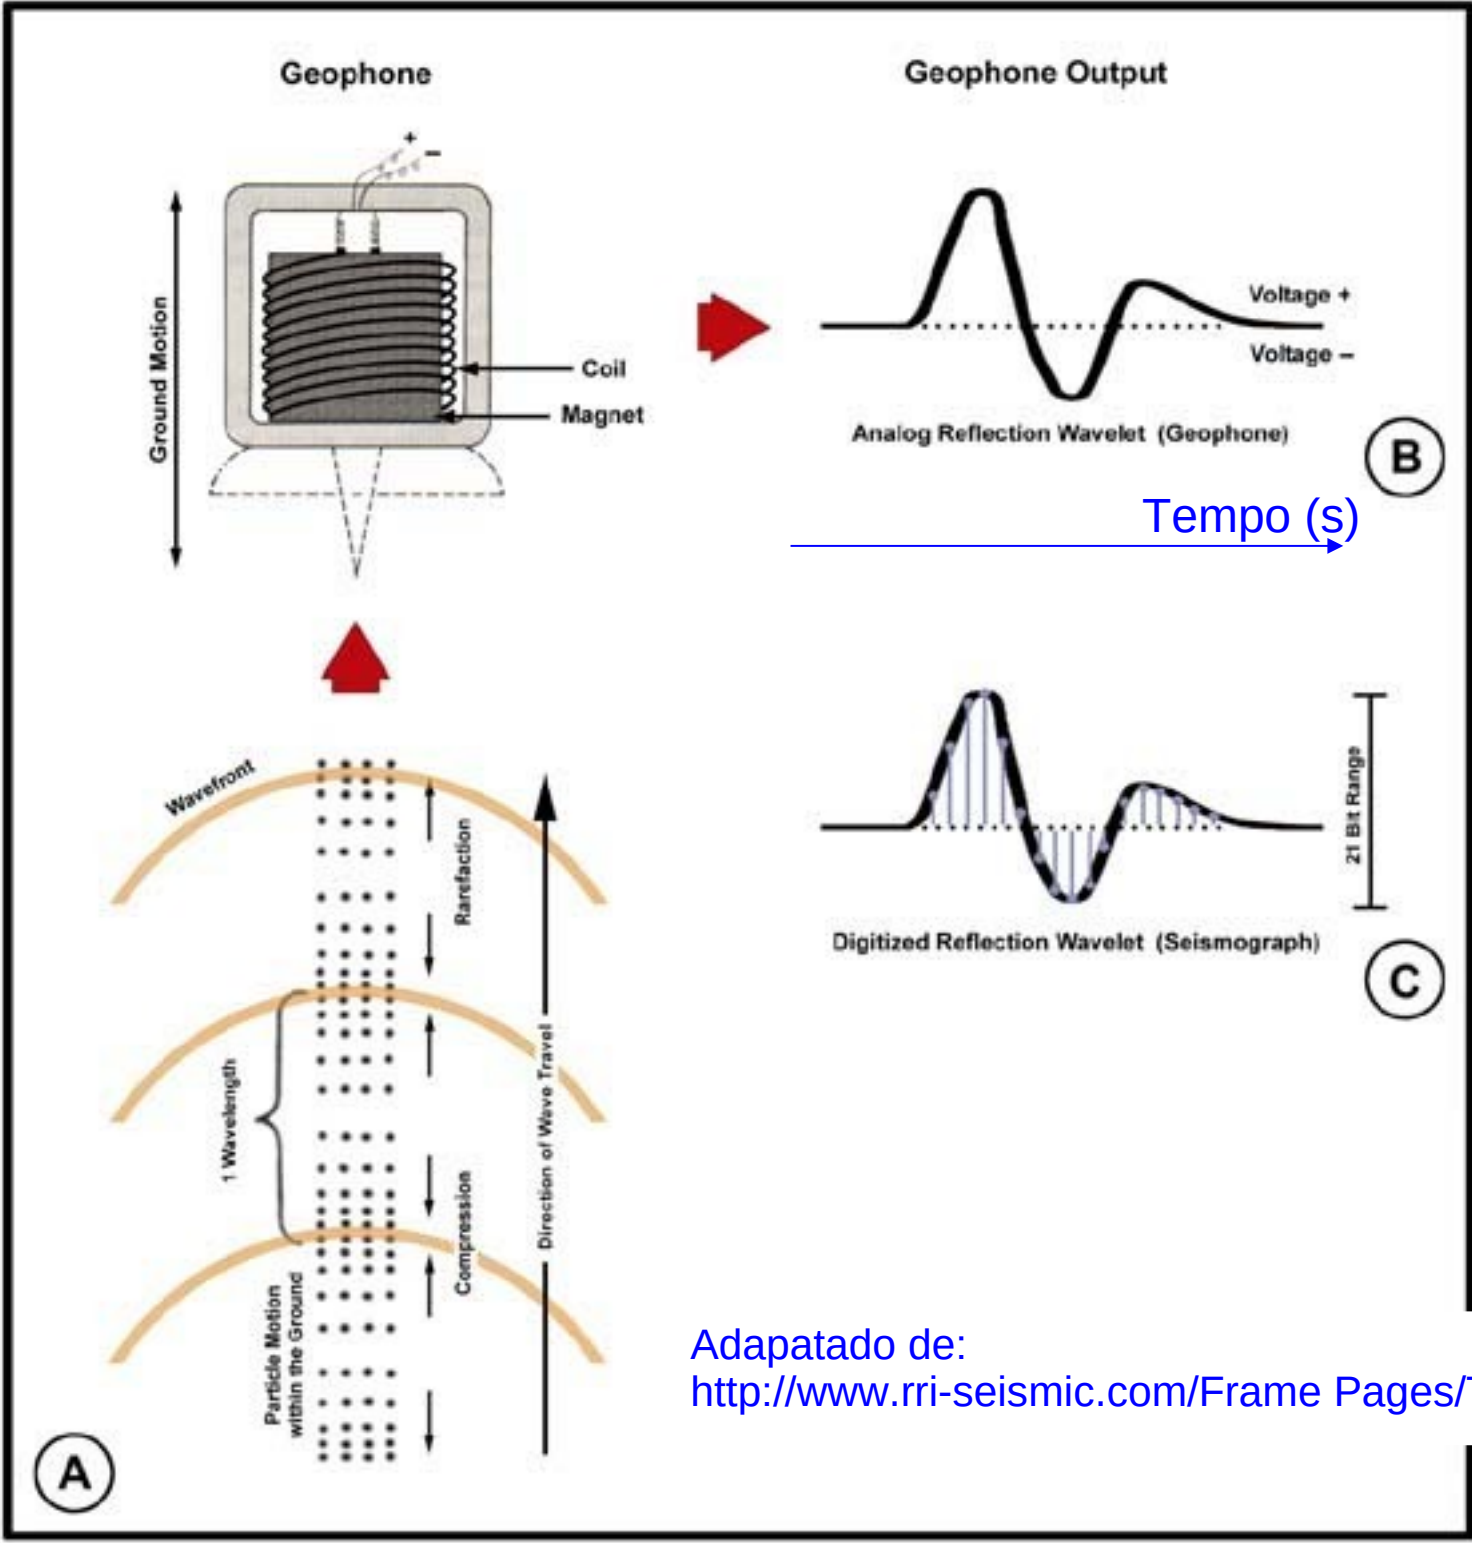 Geophone
Geophone Output
+
–
Ground Motion
Coil
Magnet
Voltage +
Voltage –
Analog Reflection Wavelet (Geophone)
B
Tempo (s)
Wavefront
Rarefaction
1 Wavelength
Direction of Wave Travel
Compression
Particle Motion
within the Ground
A
21 Bit Range
Digitized Reflection Wavelet (Seismograph)
C
Adapatado de:
http://www.rri-seismic.com/Frame Pages/